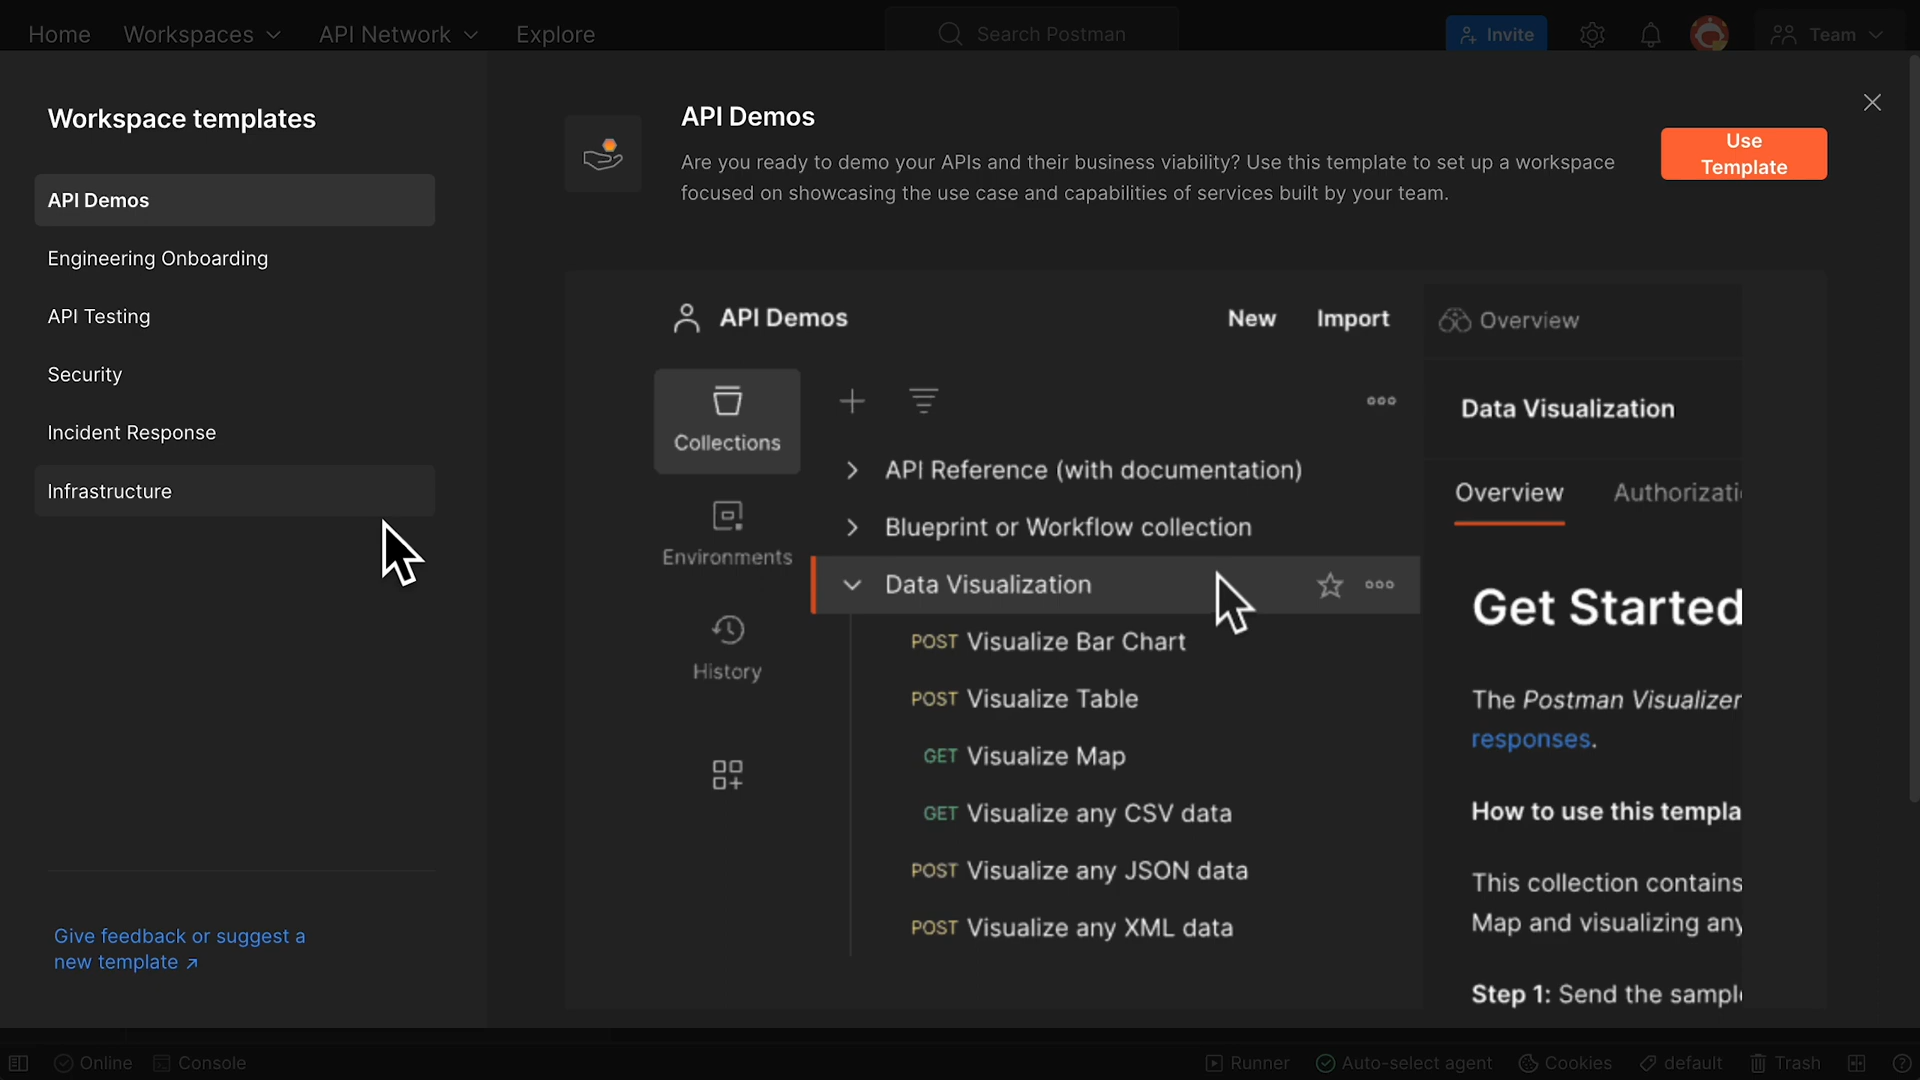 Home Workspaces API Network Explore Search Postman Invite Team
Workspace templates
API Demos
Engineering Onboarding
API Testing
Security
Incident Response
Infrastructure
Give feedback or suggest a
new template ↗
API Demos
Are you ready to demo your APIs and their business viability? Use this template to set up a workspace
focused on showcasing the use case and capabilities of services built by your team.
Use
Template
API Demos New Import
Collections
Environments
History
API Reference (with documentation)
Blueprint or Workflow collection
Data Visualization
POST Visualize Bar Chart
POST Visualize Table
GET Visualize Map
GET Visualize any CSV data
POST Visualize any JSON data
POST Visualize any XML data
Overview
Data Visualization
Overview Authorizati
Get Started
The Postman Visualizer
responses.
How to use this templa
This collection contains
Map and visualizing any
Step 1: Send the sampl
Online Console Runner Auto-select agent Cookies default Trash